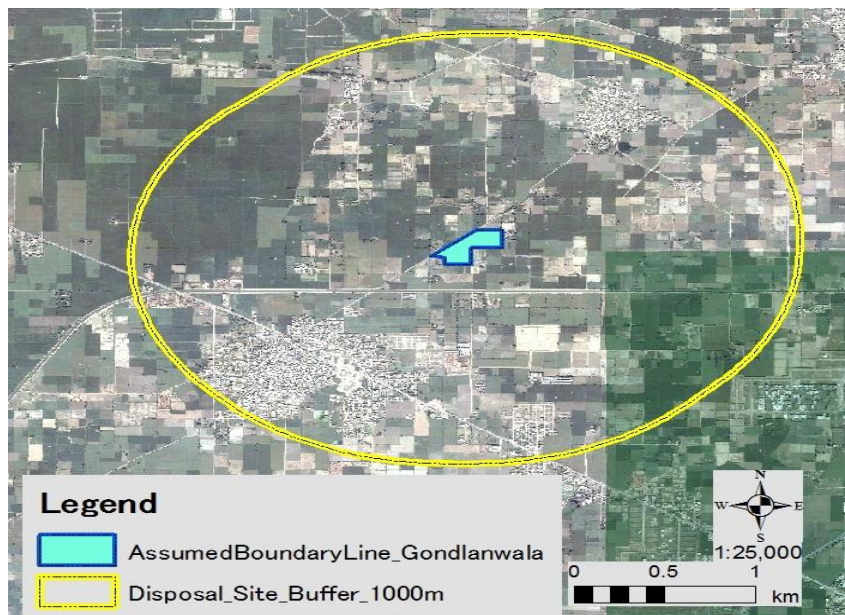 Legend
AssumedBoundaryLine_Gondlanwala
Disposal_Site_Buffer_1000m
N
W E
S
1:25,000
0 0.5 1
km